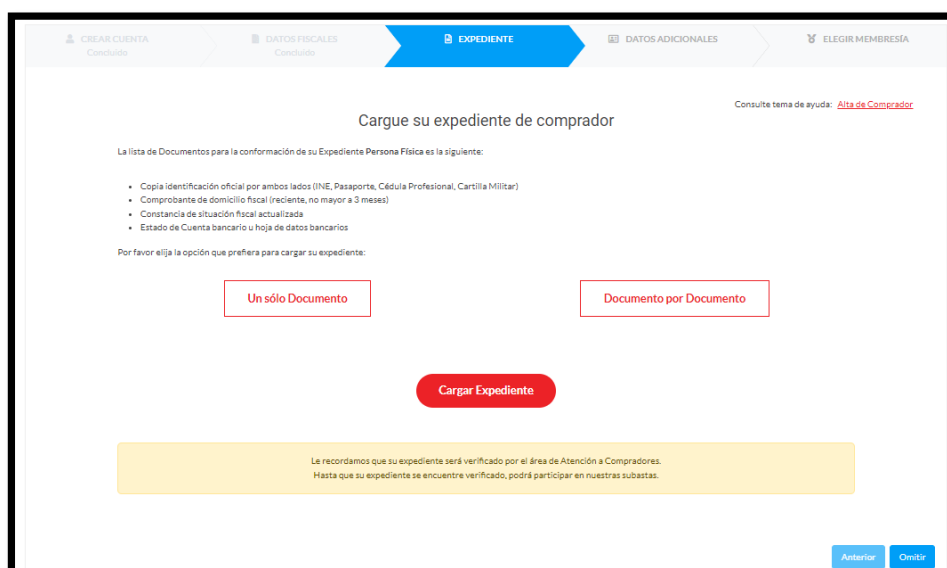 CREAR CUENTA
Concluido
DATOS FISCALES
Concluido
EXPEDIENTE
DATOS ADICIONALES
ELEGIR MEMBRESÍA
Consulte tema de ayuda: Alta de Comprador
Cargue su expediente de comprador
La lista de Documentos para la conformación de su Expediente Persona Física es la siguiente:
• Copia identificación oficial por ambos lados (INE, Pasaporte, Cédula Profesional, Cartilla Militar)
• Comprobante de domicilio fiscal (reciente, no mayor a 3 meses)
• Constancia de situación fiscal actualizada
• Estado de Cuenta bancario u hoja de datos bancarios
Por favor elija la opción que prefiera para cargar su expediente:
Un sólo Documento
Documento por Documento
Cargar Expediente
Le recordamos que su expediente será verificado por el área de Atención a Compradores.
Hasta que su expediente se encuentre verificado, podrá participar en nuestras subastas.
Anterior
Omitir